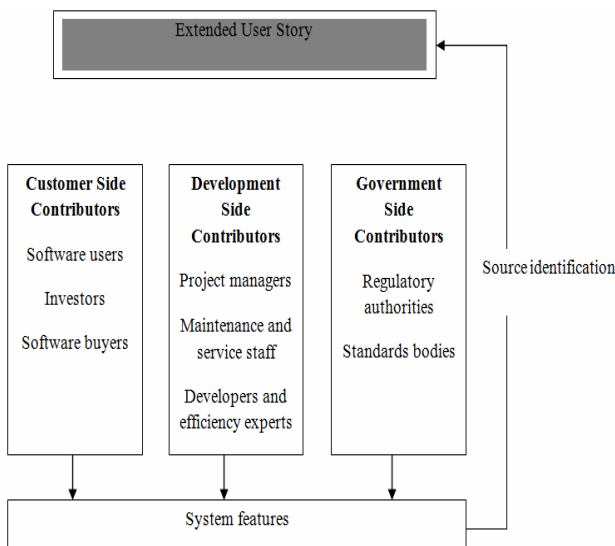 Extended User Story
Customer Side
Contributors
Software users
Investors
Software buyers
Development
Side
Contributors
Project managers
Maintenance and
service staff
Developers and
efficiency experts
Government
Side
Contributors
Regulatory
authorities
Standards bodies
Source identification
System features